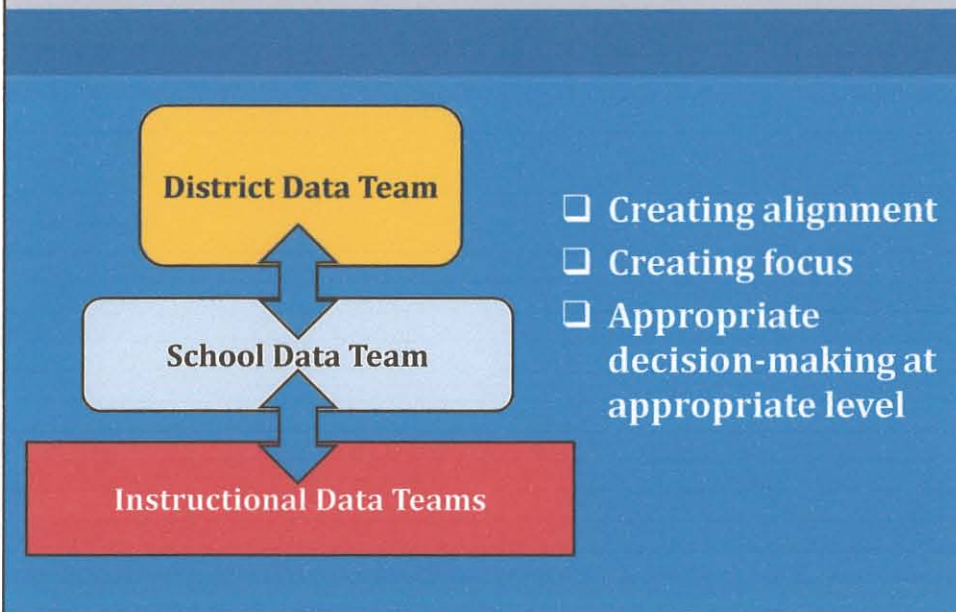 District Data Team
School Data Team
Instructional Data Teams
❑ Creating alignment
❑ Creating focus
❑ Appropriate
decision-making at
appropriate level